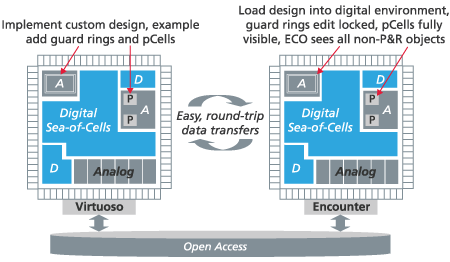 Implement custom design, example
add guard rings and pCells
Load design into digital environment,
guard rings edit locked, pCells fully
visible, ECO sees all non-P&R objects
A
D
P
A
P
Digital
Sea-of-Cells
D
Analog
Easy, round-trip
data transfers
A
D
P
A
P
Digital
Sea-of-Cells
D
Analog
Virtuoso
Encounter
Open Access